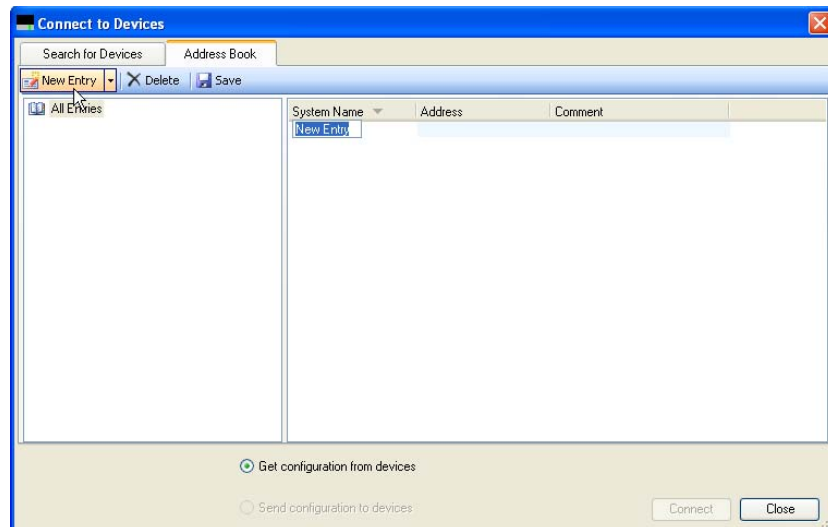 Connect to Devices
Search for Devices Address Book
New Entry Delete Save
All Entries
System Name Address Comment
New Entry
Get configuration from devices
Send configuration to devices
Connect Close